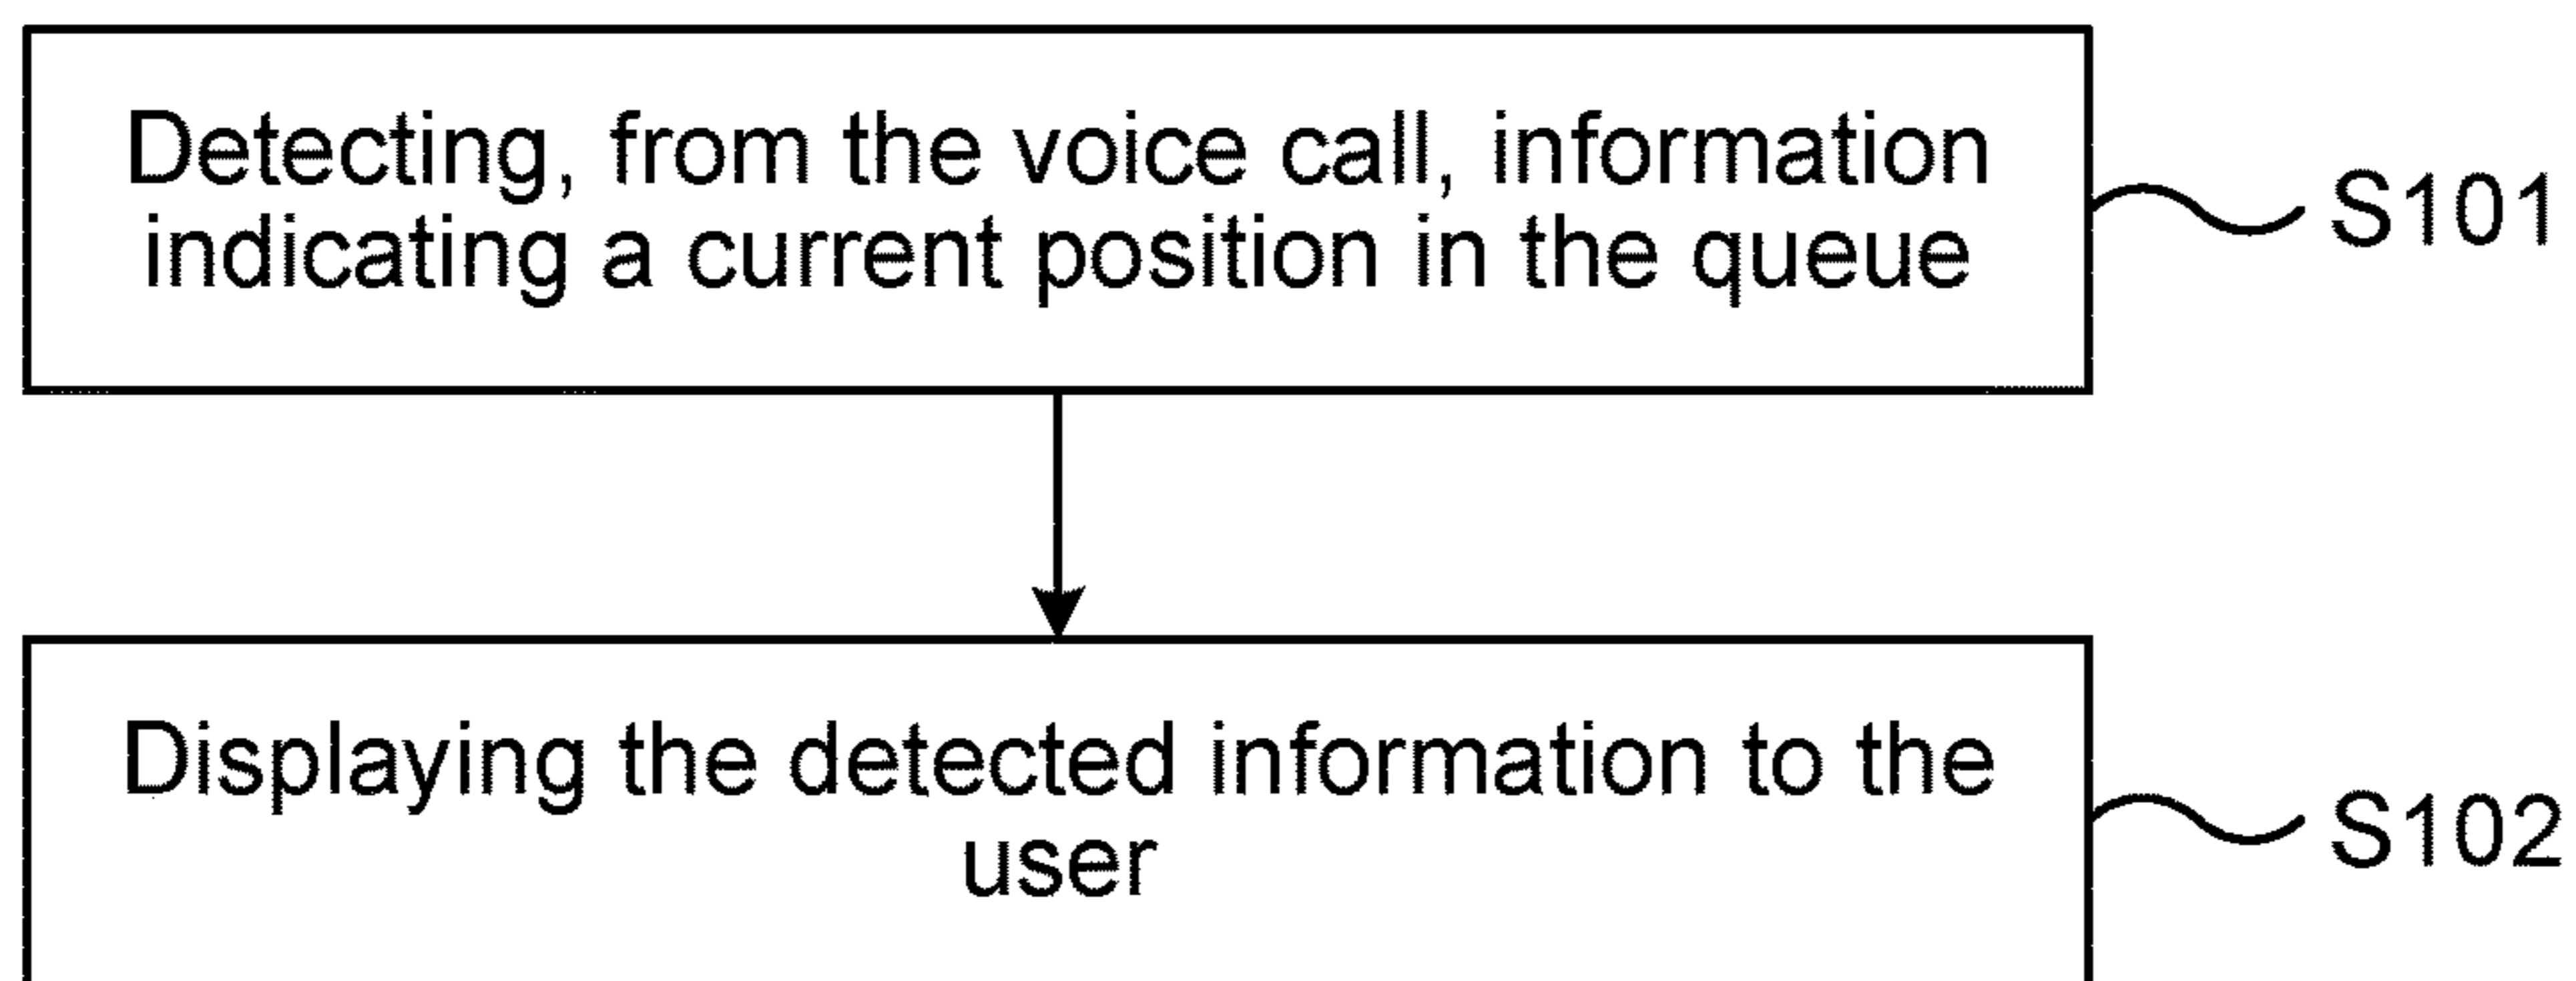 Detecting, from the voice call, information
indicating a current position in the queue
S101
Displaying the detected information to the
user
S102